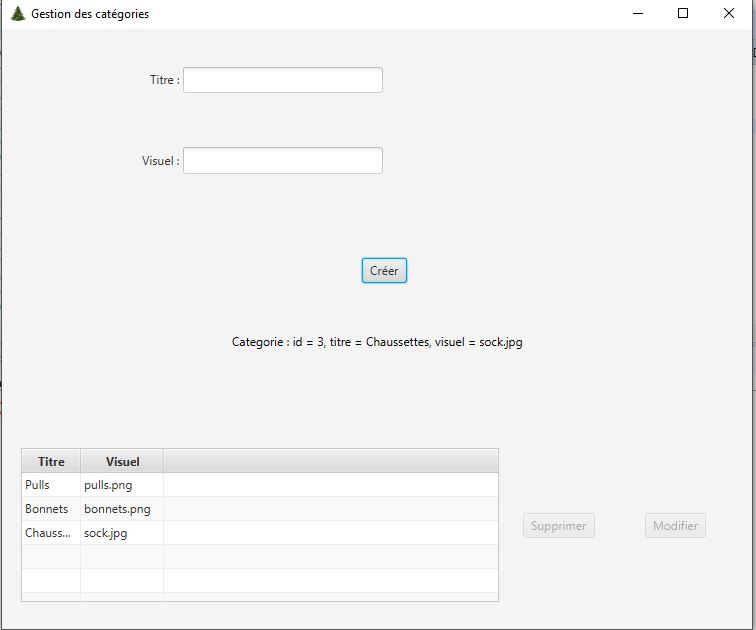 Gestion des catégories
Titre :
Visuel :
Créer
Categorie : id = 3, titre = Chaussettes, visuel = sock.jpg
Titre Visuel
Pulls pulls.png
Bonnets bonnets.png
Chauss... sock.jpg
Supprimer Modifier